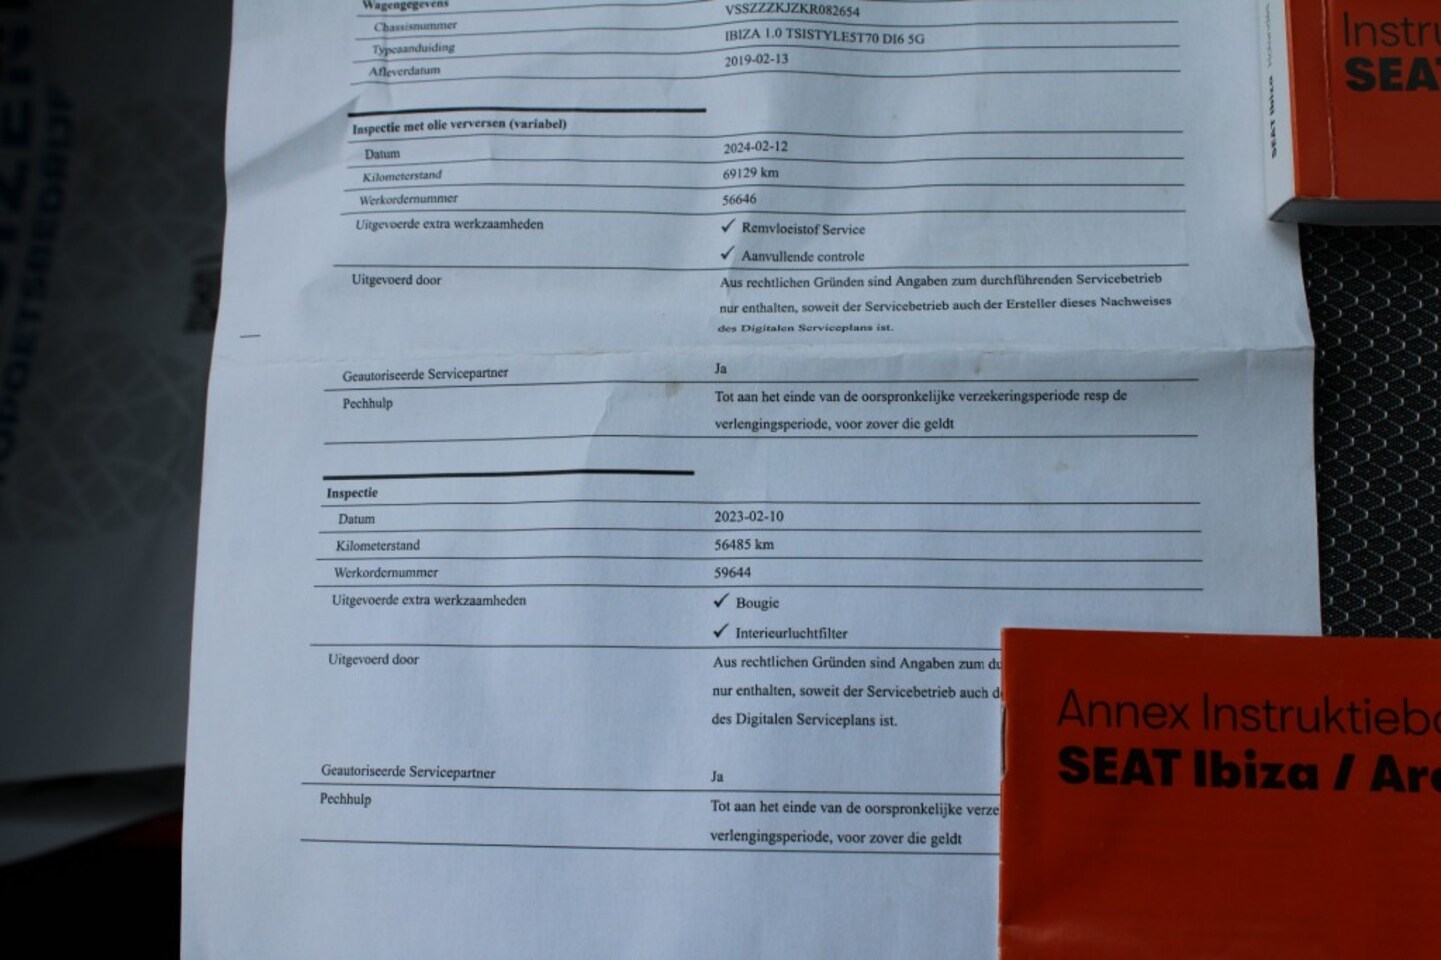 Wagengegevens
Chassisnummer VSSZZZKJZKR082654
Typeaanduiding IBIZA 1.0 TSISTYLE5T70 DI6 5G
Afleverdatum 2019-02-13
Inspectie met olie verversen (variabel)
Datum 2024-02-12
Kilometerstand 69129 km
Werkordernummer 56646
Uitgevoerde extra werkzaamheden ✓ Remvloeistof Service
✓ Aanvullende controle
Uitgevoerd door Aus rechtlichen Gründen sind Angaben zum durchführenden Servicebetrieb
nur enthalten, soweit der Servicebetrieb auch der Ersteller dieses Nachweises
des Digitalen Serviceplans ist.
Geautoriseerde Servicepartner Ja
Pechhulp Tot aan het einde van de oorspronkelijke verzekeringsperiode resp de
verlengingsperiode, voor zover die geldt
Inspectie
Datum 2023-02-10
Kilometerstand 56485 km
Werkordernummer 59644
Uitgevoerde extra werkzaamheden ✓ Bougie
✓ Interieurluchtfilter
Uitgevoerd door Aus rechtlichen Gründen sind Angaben zum du
nur enthalten, soweit der Servicebetrieb auch d
des Digitalen Serviceplans ist.
Geautoriseerde Servicepartner Ja
Pechhulp Tot aan het einde van de oorspronkelijke verze
verlengingsperiode, voor zover die geldt
Instru
SEAT
SEAT Ibiza
Annex Instruktiebo
SEAT Ibiza / Aro